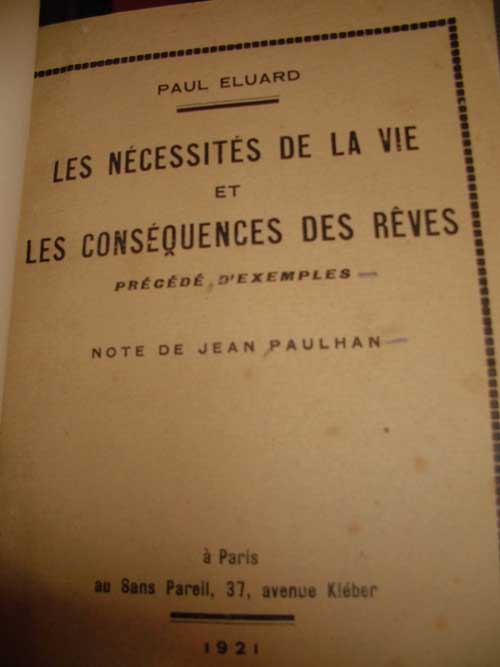 PAUL ELUARD
LES NÉCESSITÉS DE LA VIE
ET
LES CONSÉQUENCES DES RÊVES
PRÉCÉDÉ D'EXEMPLES
NOTE DE JEAN PAULHAN
à Paris
au Sans Pareil, 37, avenue Kléber
1921